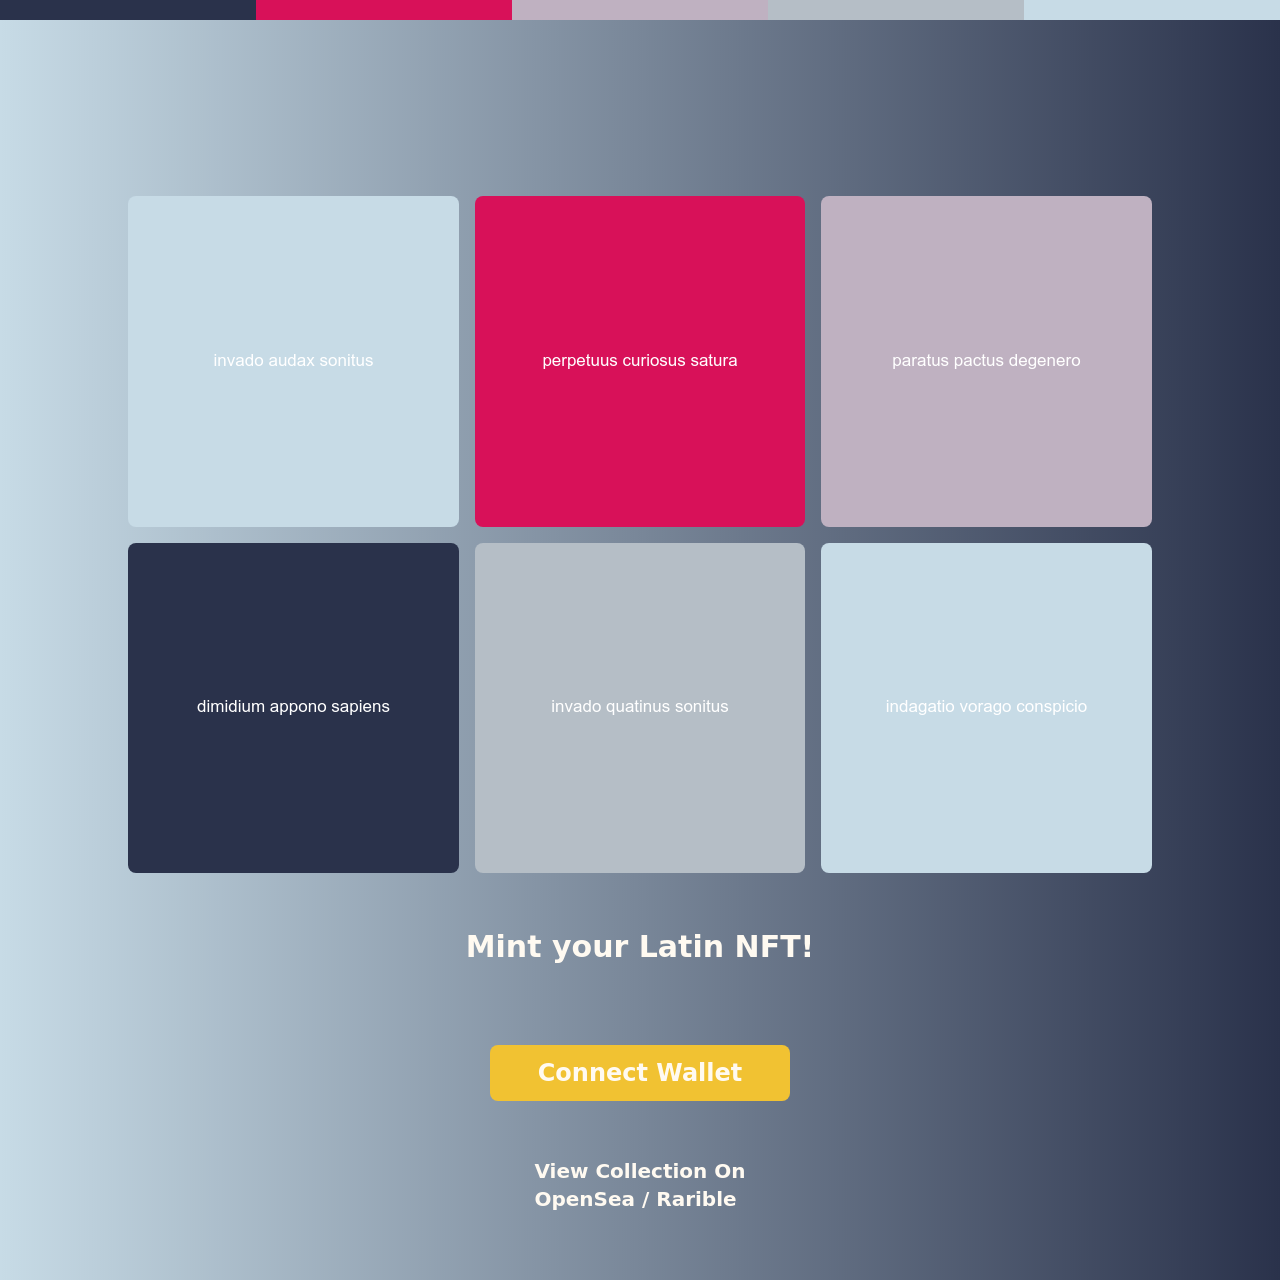 invado audax sonitus
perpetuus curiosus satura
paratus pactus degenero
dimidium appono sapiens
invado quatinus sonitus
indagatio vorago conspicio
Mint your Latin NFT!
Connect Wallet
View Collection On
OpenSea / Rarible